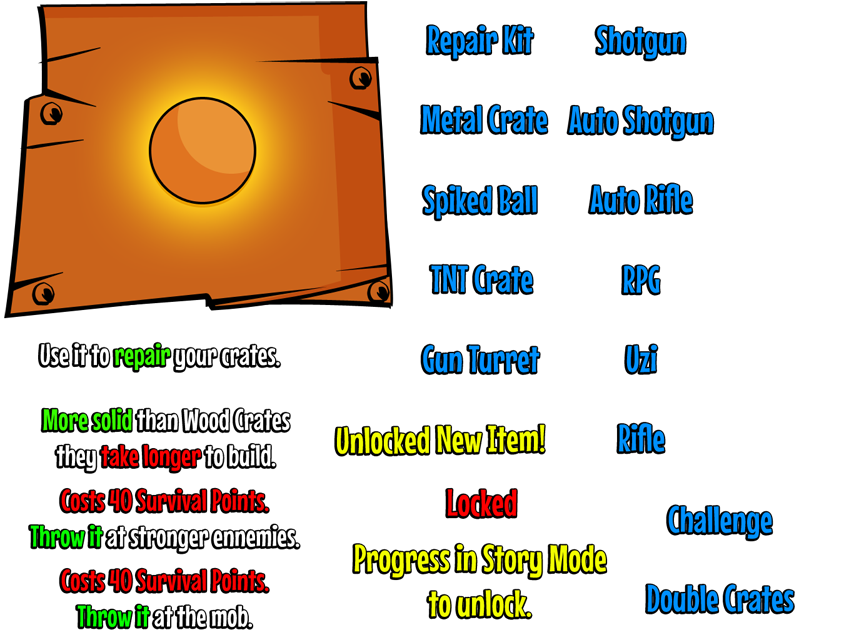 Repair Kit
Shotgun
Metal Crate
Auto Shotgun
Spiked Ball
Auto Rifle
TNT Crate
RPG
Use it to repair your crates.
Gun Turret
Uzi
More solid than Wood Crates
they take longer to build.
Unlocked New Item!
Rifle
Costs 40 Survival Points.
Throw it at stronger ennemies.
Locked
Challenge
Progress in Story Mode
to unlock.
Costs 40 Survival Points.
Throw it at the mob.
Double Crates